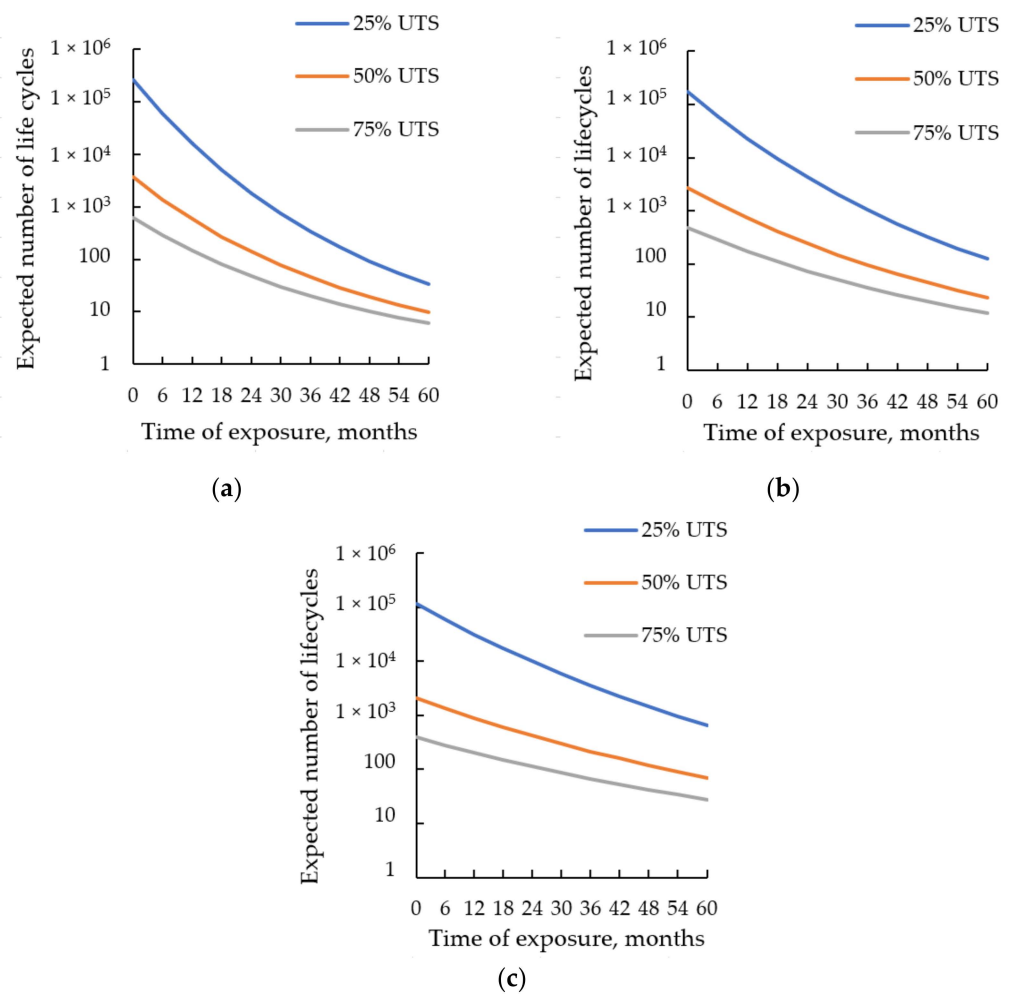 25% UTS
50% UTS
75% UTS
Expected number of life cycles
1 × 10⁶
1 × 10⁵
1 × 10⁴
1 × 10³
100
10
1
0 6 12 18 24 30 36 42 48 54 60
Time of exposure, months
(a)
25% UTS
50% UTS
75% UTS
Expected number of lifecycles
1 × 10⁶
1 × 10⁵
1 × 10⁴
1 × 10³
100
10
1
0 6 12 18 24 30 36 42 48 54 60
Time of exposure, months
(b)
25% UTS
50% UTS
75% UTS
Expected number of lifecycles
1 × 10⁶
1 × 10⁵
1 × 10⁴
1 × 10³
100
10
1
0 6 12 18 24 30 36 42 48 54 60
Time of exposure, months
(c)